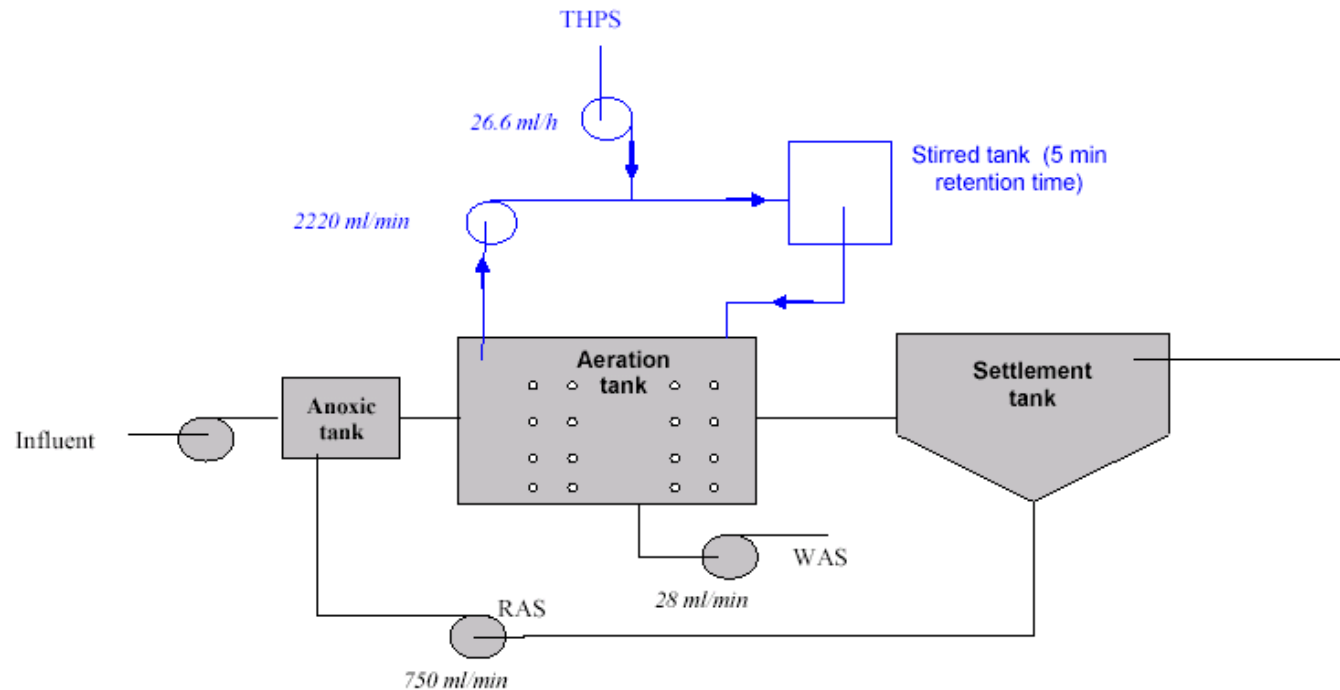 THPS
26.6 ml/h
Stirred tank (5 min
retention time)
2220 ml/min
Aeration
tank
Settlement
tank
Anoxic
tank
Influent
WAS
28 ml/min
RAS
750 ml/min